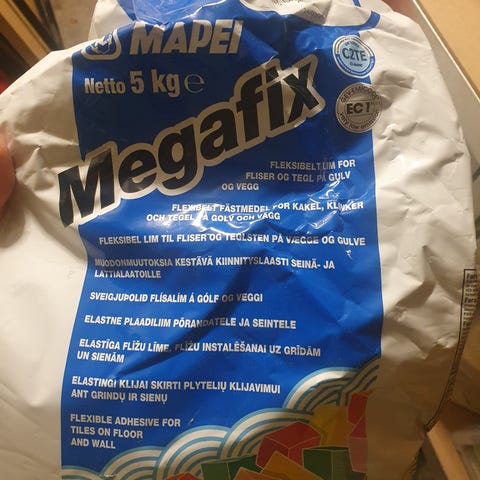 MAPEI
Netto 5 kg e
C2TE
EC1
Megafix
FLEKSIBELT LIM FOR
FLISER OG TEGL PÅ GULV
OG VEGG
FLEXIBELT FÄSTMEDEL FÖR KAKEL, KLINKER
OCH TEGEL PÅ GOLV OCH VÄGG
FLEKSIBEL LIM TIL FLISER OG TEGLSTEN PÅ VÆGGE OG GULVE
MUODONMUUTOKSIA KESTÄVÄ KIINNITYSLAASTI SEINÄ- JA
LATTIALAATOILLE
SVEIGJUPOLID FLÍSALÍM Á GÓLF OG VEGGI
ELASTNE PLAADILIIM PÕRANDATELE JA SEINTELE
ELASTĪGA FLĪŽU LĪME, FLĪŽU INSTALĒŠANAI UZ GRĪDĀM
UN SIENĀM
ELASTINGI KLIJAI SKIRTI PLYTELIŲ KLIJAVIMUI
ANT GRINDŲ IR SIENŲ
FLEXIBLE ADHESIVE FOR
TILES ON FLOOR
AND WALL